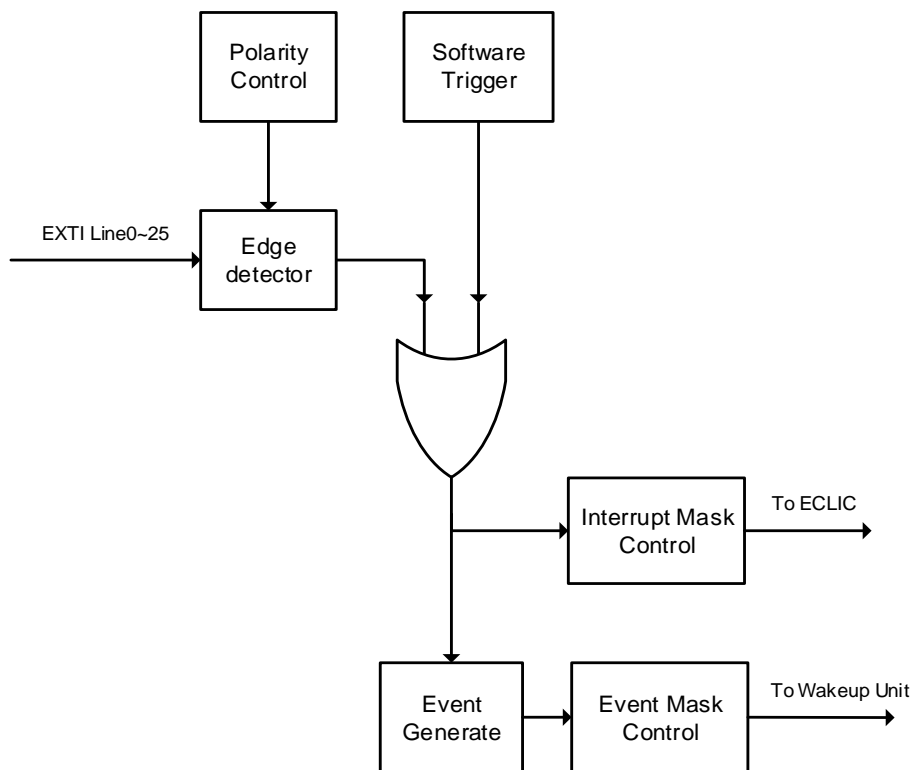 Polarity
Control
Software
Trigger
EXTI Line0~25
Edge
detector
Interrupt Mask
Control
To ECLIC
Event
Generate
Event Mask
Control
To Wakeup Unit